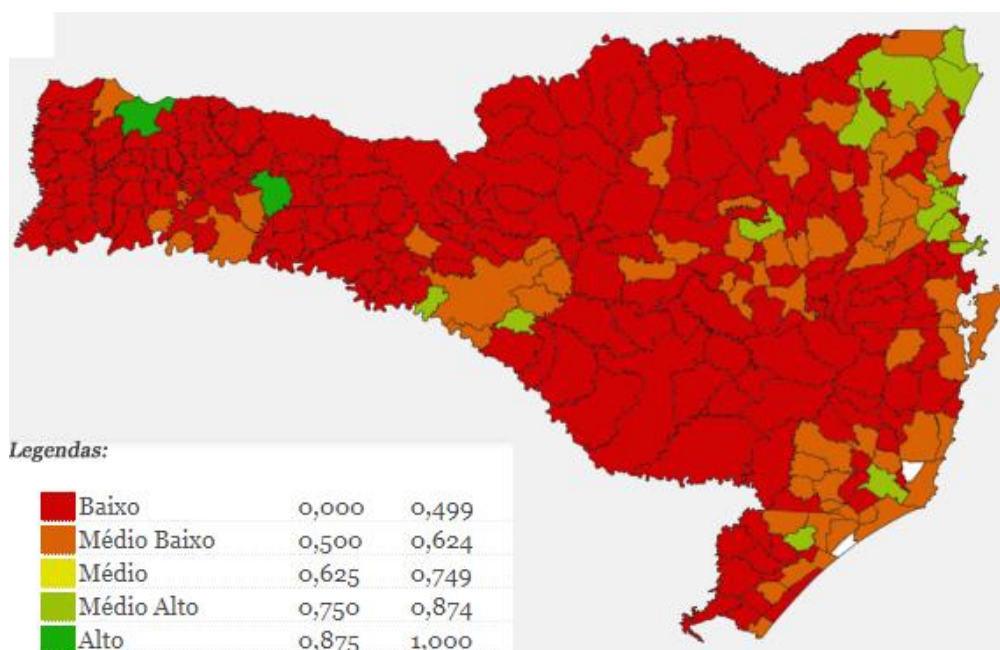 Legendas:
Baixo 0,000 0,499
Médio Baixo 0,500 0,624
Médio 0,625 0,749
Médio Alto 0,750 0,874
Alto 0,875 1,000